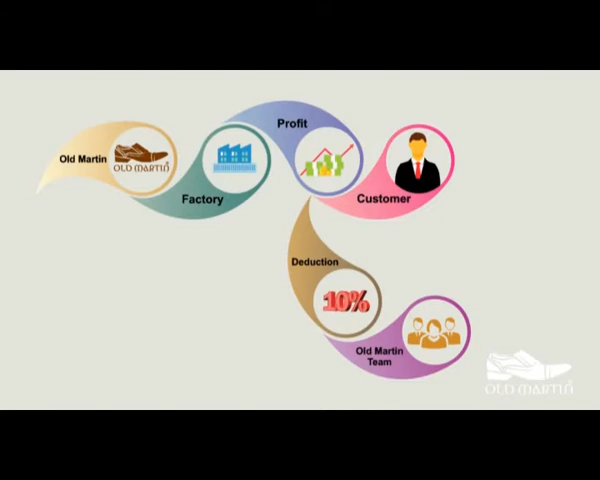 Profit
Old Martin
OLD MARTIN
Factory
Customer
Deduction
10%
Old Martin
Team
OLD MARTIN